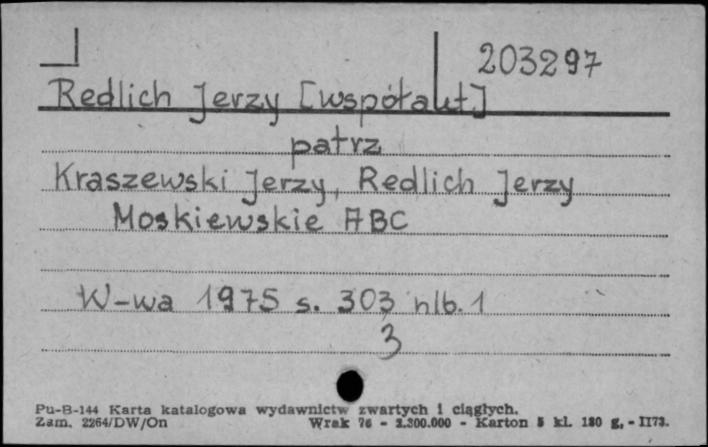 203297
Redlich Jerzy [współaut]
patrz
Kraszewski Jerzy, Redlich Jerzy
Moskiewskie ABC
W-wa 1975 s. 303 nlb. 1
3
Pu-B-144 Karta katalogowa wydawnictw zwartych i ciągłych.
Zam. 2264/DW/On Wrak 76 - 2.300.000 - Karton 5 kl. 180 g. - II73.